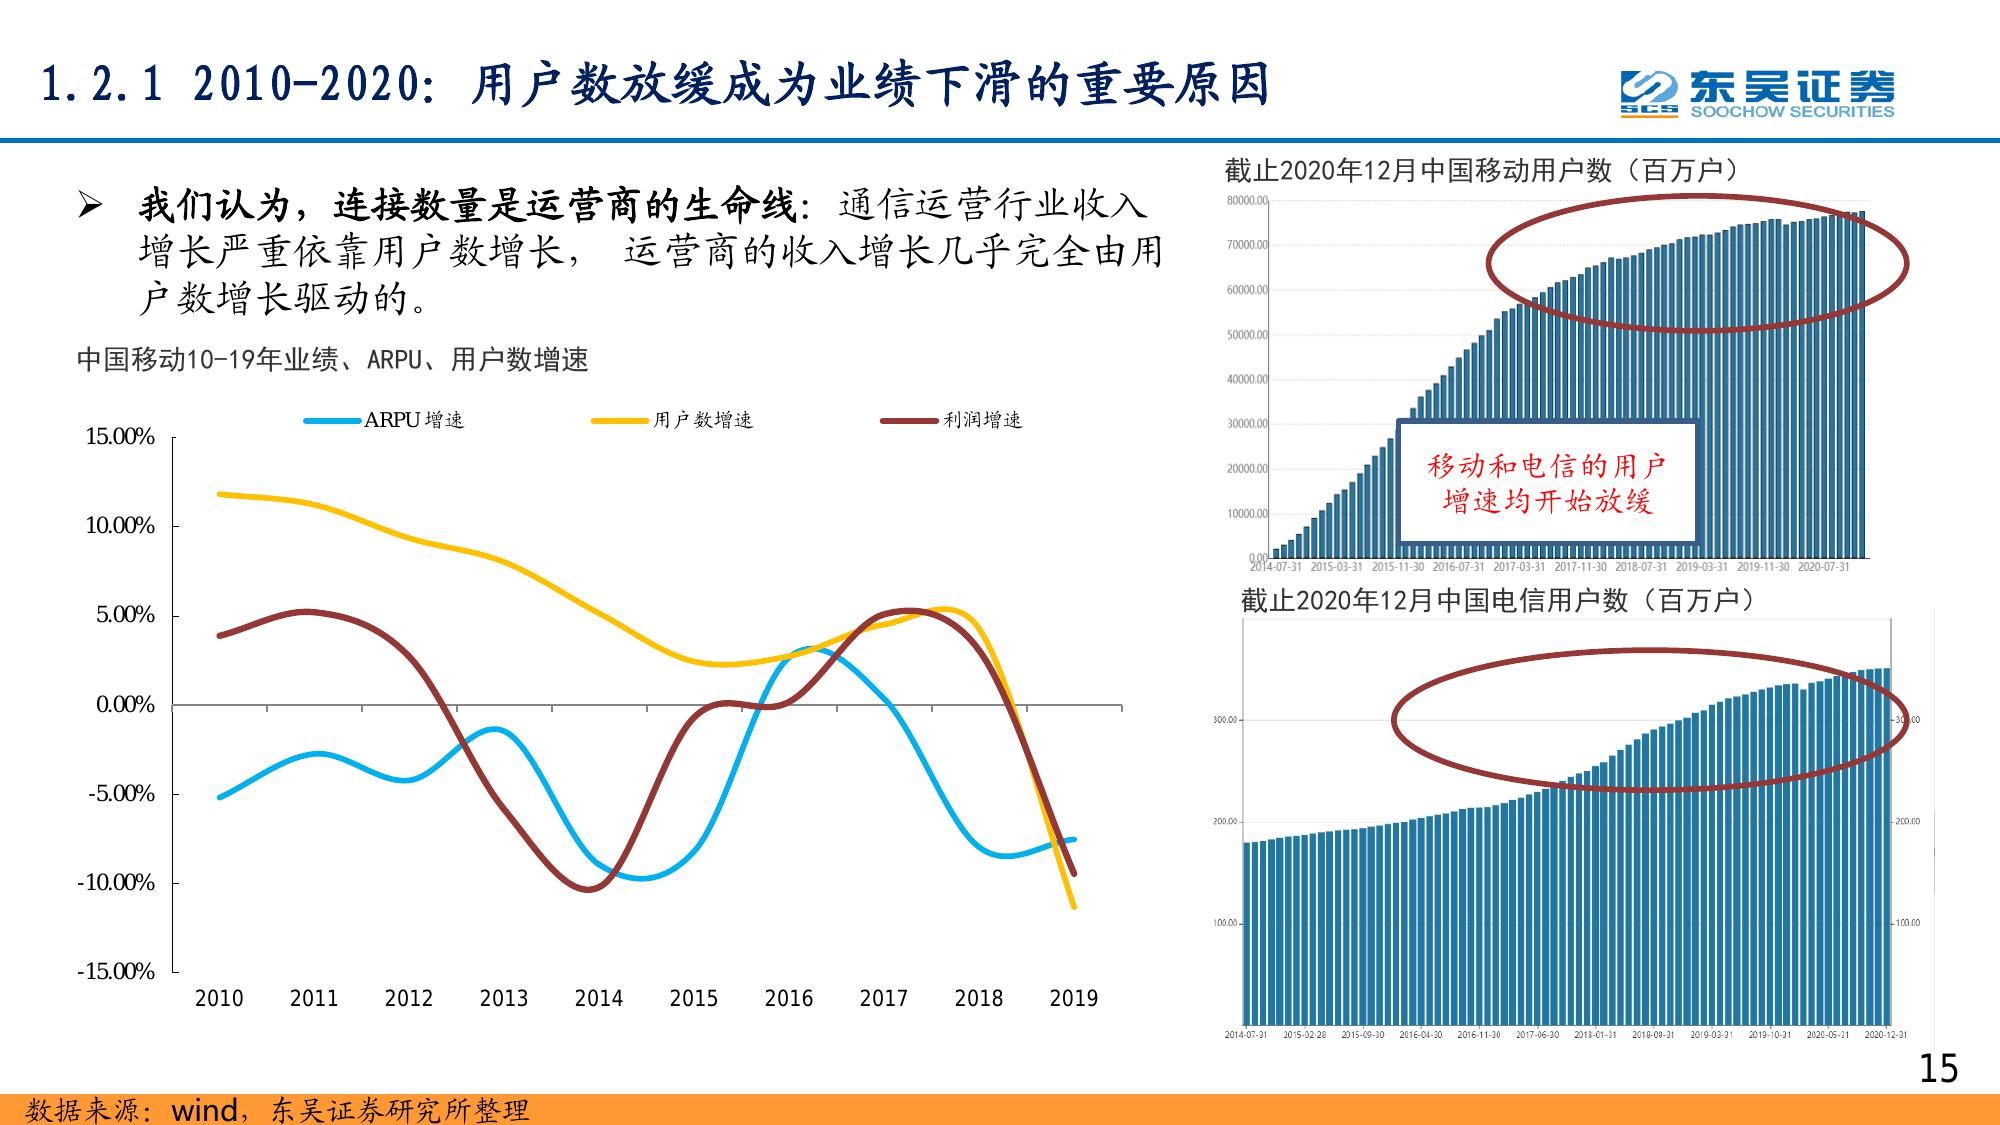 1.2.1 2010-2020：用户数放缓成为业绩下滑的重要原因
SCS 东吴证券
SOOCHOW SECURITIES
➢ 我们认为，连接数量是运营商的生命线：通信运营行业收入
增长严重依靠用户数增长， 运营商的收入增长几乎完全由用
户数增长驱动的。
中国移动10-19年业绩、ARPU、用户数增速
ARPU增速 用户数增速 利润增速
15.00%
10.00%
5.00%
0.00%
-5.00%
-10.00%
-15.00%
2010 2011 2012 2013 2014 2015 2016 2017 2018 2019
截止2020年12月中国移动用户数（百万户）
80000.00
70000.00
60000.00
50000.00
40000.00
30000.00
20000.00
10000.00
0.00
移动和电信的用户
增速均开始放缓
2014-07-31 2015-03-31 2015-11-30 2016-07-31 2017-03-31 2017-11-30 2018-07-31 2019-03-31 2019-11-30 2020-07-31
截止2020年12月中国电信用户数（百万户）
300.00 300.00
200.00 200.00
100.00 100.00
2014-07-31 2015-02-28 2015-09-30 2016-04-30 2016-11-30 2017-06-30 2018-01-31 2018-08-31 2019-03-31 2019-10-31 2020-05-31 2020-12-31
15
数据来源：wind，东吴证券研究所整理